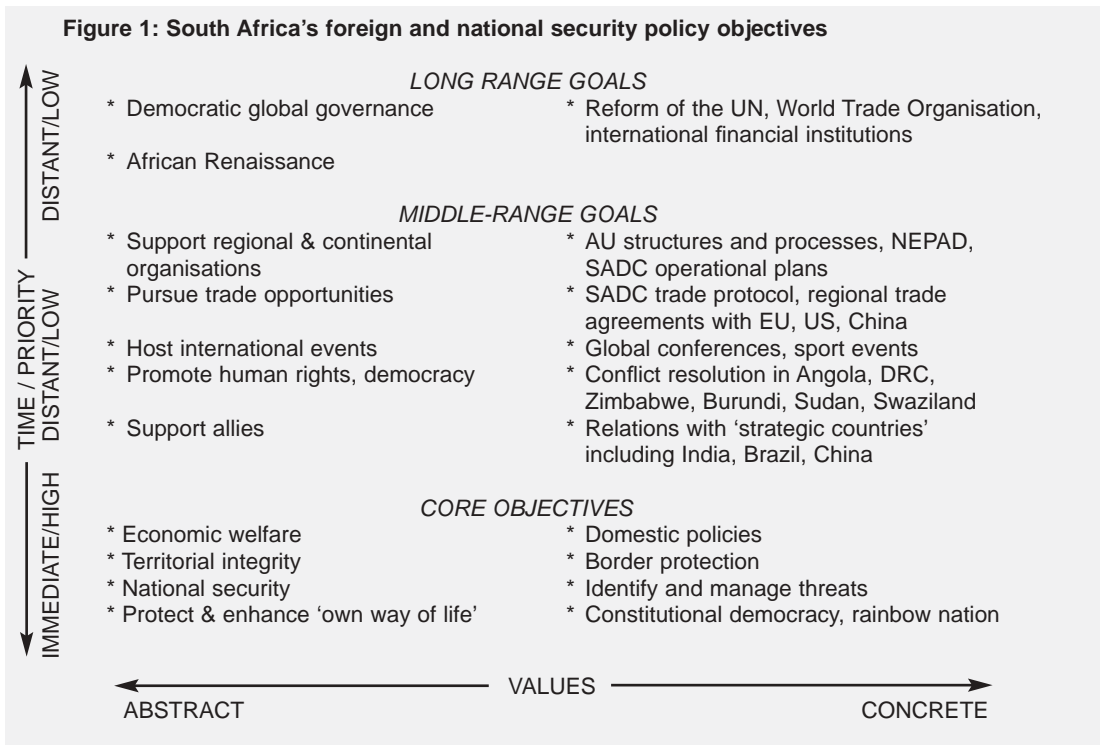 Figure 1: South Africa's foreign and national security policy objectives
LONG RANGE GOALS
* Democratic global governance
* Reform of the UN, World Trade Organisation,
international financial institutions
* African Renaissance
MIDDLE-RANGE GOALS
* Support regional & continental
organisations
* AU structures and processes, NEPAD,
SADC operational plans
* Pursue trade opportunities
* SADC trade protocol, regional trade
agreements with EU, US, China
* Host international events
* Global conferences, sport events
* Promote human rights, democracy
* Conflict resolution in Angola, DRC,
Zimbabwe, Burundi, Sudan, Swaziland
* Support allies
* Relations with ‘strategic countries’
including India, Brazil, China
CORE OBJECTIVES
* Economic welfare
* Domestic policies
* Territorial integrity
* Border protection
* National security
* Identify and manage threats
* Protect & enhance ‘own way of life’
* Constitutional democracy, rainbow nation
TIME / PRIORITY
DISTANT/LOW
DISTANT/LOW
IMMEDIATE/HIGH
VALUES
ABSTRACT
CONCRETE